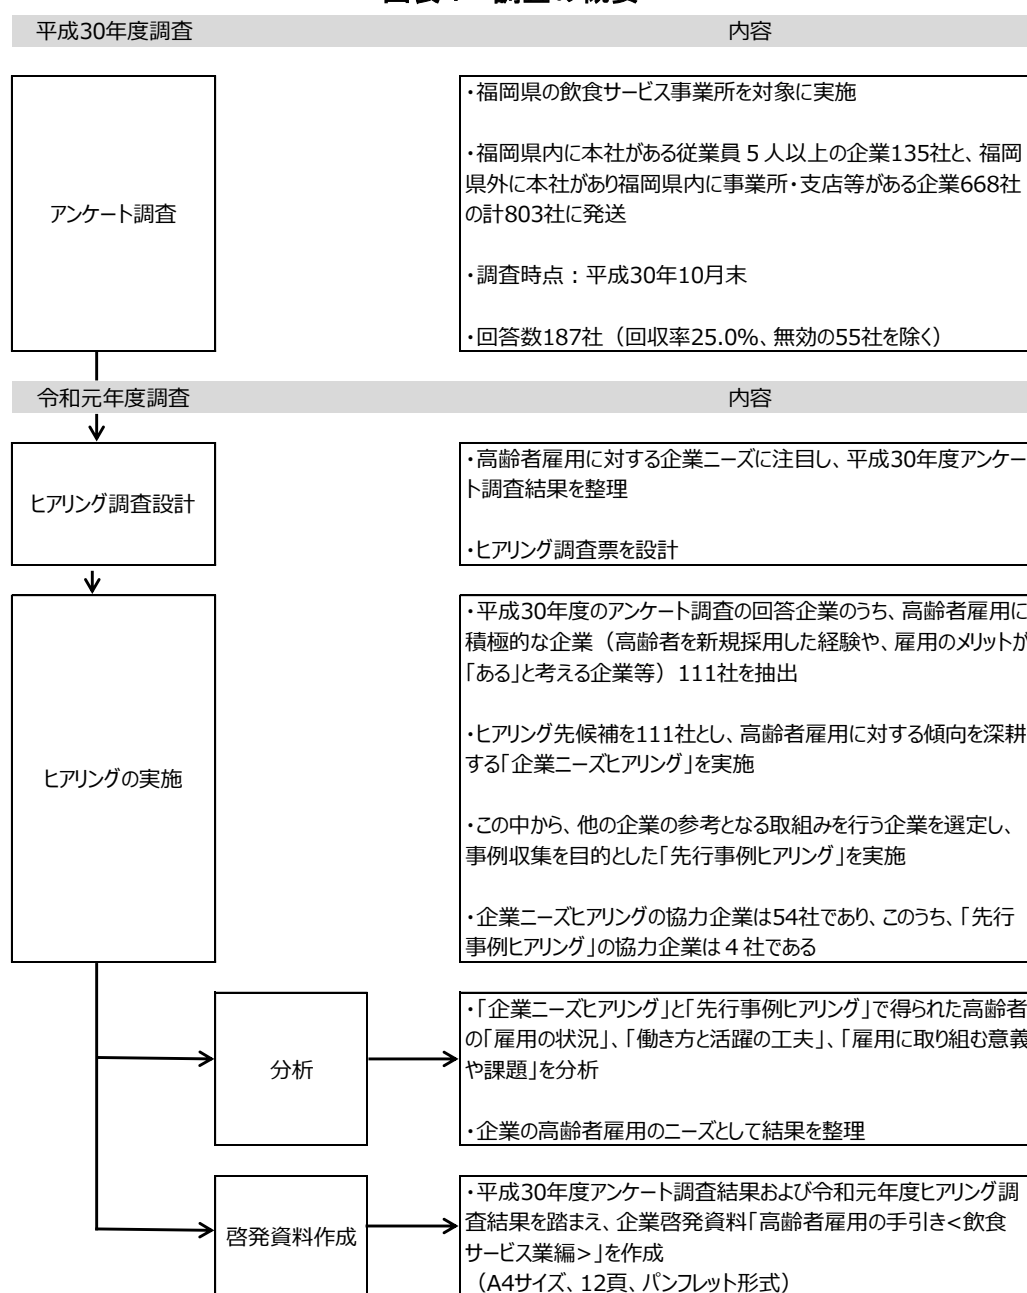 平成30年度調査 内容
アンケート調査
・福岡県の飲食サービス事業所を対象に実施
・福岡県内に本社がある従業員５人以上の企業135社と、福岡
県外に本社があり福岡県内に事業所・支店等がある企業668社
の計803社に発送
・調査時点：平成30年10月末
・回答数187社（回収率25.0%、無効の55社を除く）
令和元年度調査 内容
ヒアリング調査設計
・高齢者雇用に対する企業ニーズに注目し、平成30年度アンケー
ト調査結果を整理
・ヒアリング調査票を設計
ヒアリングの実施
・平成30年度のアンケート調査の回答企業のうち、高齢者雇用に
積極的な企業（高齢者を新規採用した経験や、雇用のメリットが
「ある」と考える企業等）111社を抽出
・ヒアリング先候補を111社とし、高齢者雇用に対する傾向を深耕
する「企業ニーズヒアリング」を実施
・この中から、他の企業の参考となる取組みを行う企業を選定し、
事例収集を目的とした「先行事例ヒアリング」を実施
・企業ニーズヒアリングの協力企業は54社であり、このうち、「先行
事例ヒアリング」の協力企業は４社である
分析
・「企業ニーズヒアリング」と「先行事例ヒアリング」で得られた高齢者
の「雇用の状況」、「働き方と活躍の工夫」、「雇用に取り組む意義
や課題」を分析
・企業の高齢者雇用のニーズとして結果を整理
啓発資料作成
・平成30年度アンケート調査結果および令和元年度ヒアリング調
査結果を踏まえ、企業啓発資料「高齢者雇用の手引き<飲食
サービス業編>」を作成
（A4サイズ、12頁、パンフレット形式）